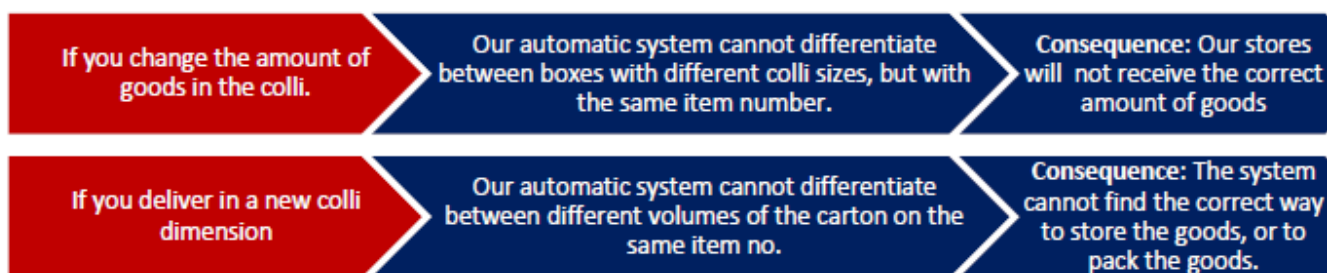 If you change the amount of
goods in the colli.
Our automatic system cannot differentiate
between boxes with different colli sizes, but with
the same item number.
Consequence: Our stores
will not receive the correct
amount of goods
If you deliver in a new colli
dimension
Our automatic system cannot differentiate
between different volumes of the carton on the
same item no.
Consequence: The system
cannot find the correct way
to store the goods, or to
pack the goods.